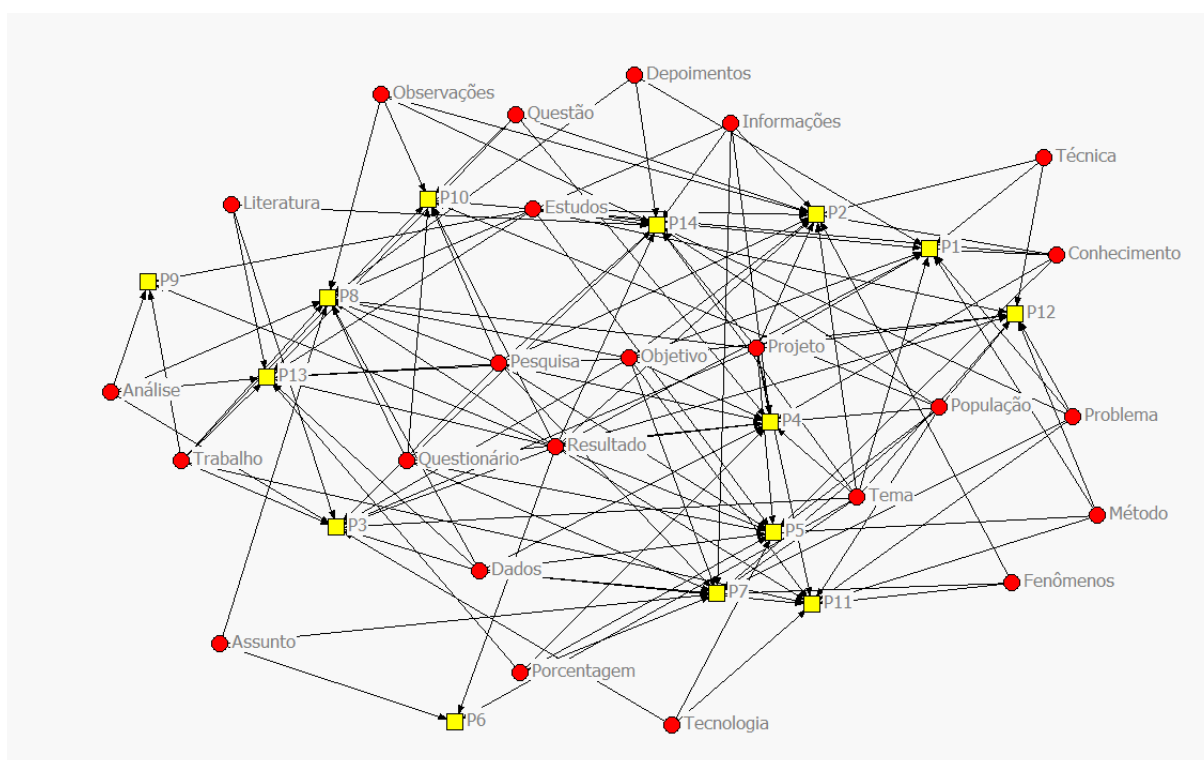 Depoimentos
Observações
Questão
Informações
Técnica
P10
Literatura
Estudos
P14
P2
P1
Conhecimento
P9
P8
P12
Projeto
Objetivo
Pesquisa
P13
Análise
População
Problema
P4
Resultado
Trabalho
Questionário
Tema
Método
P3
P5
Dados
Fenômenos
P7
P11
Assunto
Porcentagem
P6
Tecnologia